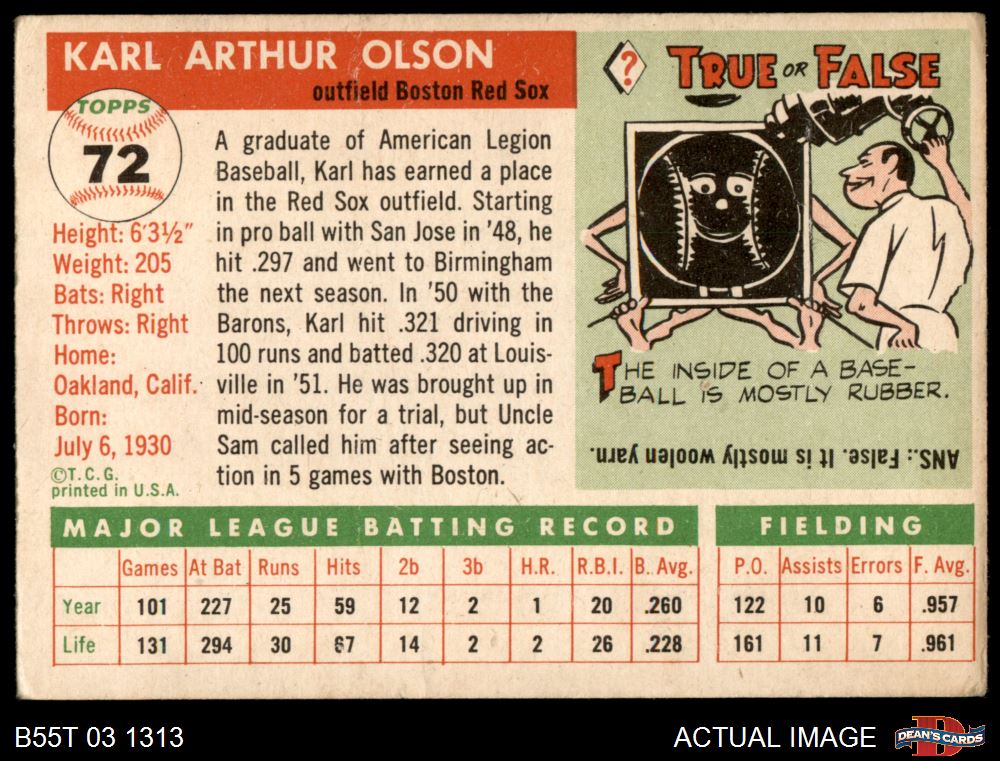 KARL ARTHUR OLSON
outfield Boston Red Sox
TOPPS
72
Height: 6'3½"
Weight: 205
Bats: Right
Throws: Right
Home:
Oakland, Calif.
Born:
July 6, 1930
©T.C.G.
printed in U.S.A.
A graduate of American Legion
Baseball, Karl has earned a place
in the Red Sox outfield. Starting
in pro ball with San Jose in '48, he
hit .297 and went to Birmingham
the next season. In '50 with the
Barons, Karl hit .321 driving in
100 runs and batted .320 at Louis-
ville in '51. He was brought up in
mid-season for a trial, but Uncle
Sam called him after seeing ac-
tion in 5 games with Boston.
?
TRUE OR FALSE
THE INSIDE OF A BASE-
BALL IS MOSTLY RUBBER.
ANS.: False. It is mostly woolen yarn.
MAJOR LEAGUE BATTING RECORD
Games At Bat Runs Hits 2b 3b H.R. R.B.I. B. Avg.
Year 101 227 25 59 12 2 1 20 .260
Life 131 294 30 67 14 2 2 26 .228
FIELDING
P.O. Assists Errors F. Avg.
122 10 6 .957
161 11 7 .961
B55T 03 1313
ACTUAL IMAGE
DEAN'S CARDS